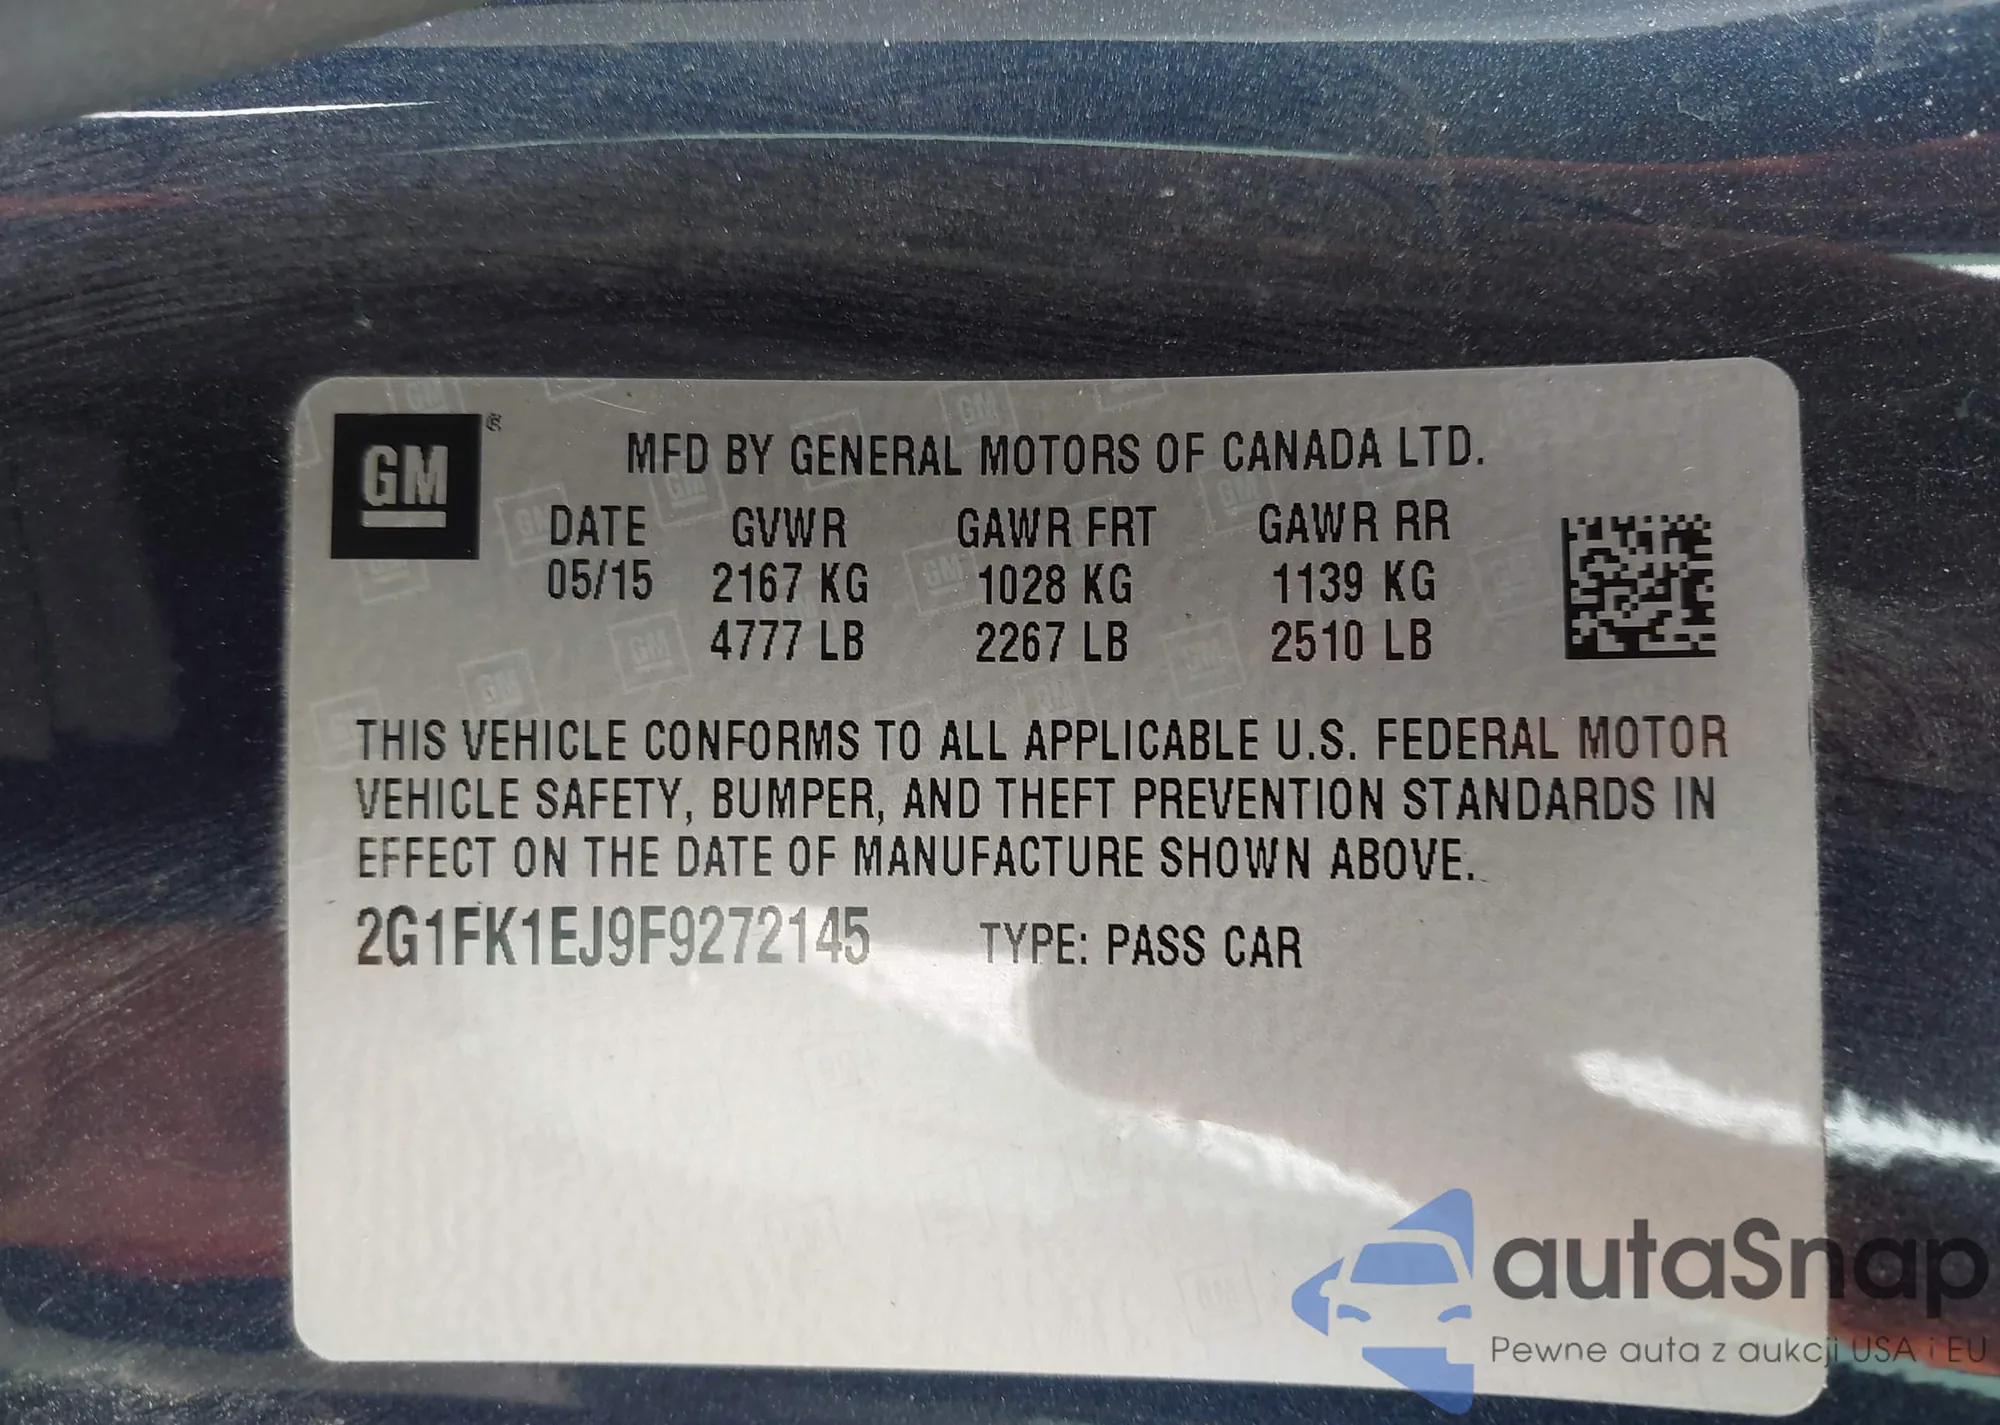 GM®
MFD BY GENERAL MOTORS OF CANADA LTD.
DATE GVWR GAWR FRT GAWR RR
05/15 2167 KG 1028 KG 1139 KG
4777 LB 2267 LB 2510 LB
THIS VEHICLE CONFORMS TO ALL APPLICABLE U.S. FEDERAL MOTOR
VEHICLE SAFETY, BUMPER, AND THEFT PREVENTION STANDARDS IN
EFFECT ON THE DATE OF MANUFACTURE SHOWN ABOVE.
2G1FK1EJ9F9272145 TYPE: PASS CAR
autaSnap
Pewne auta z aukcji USA i EU